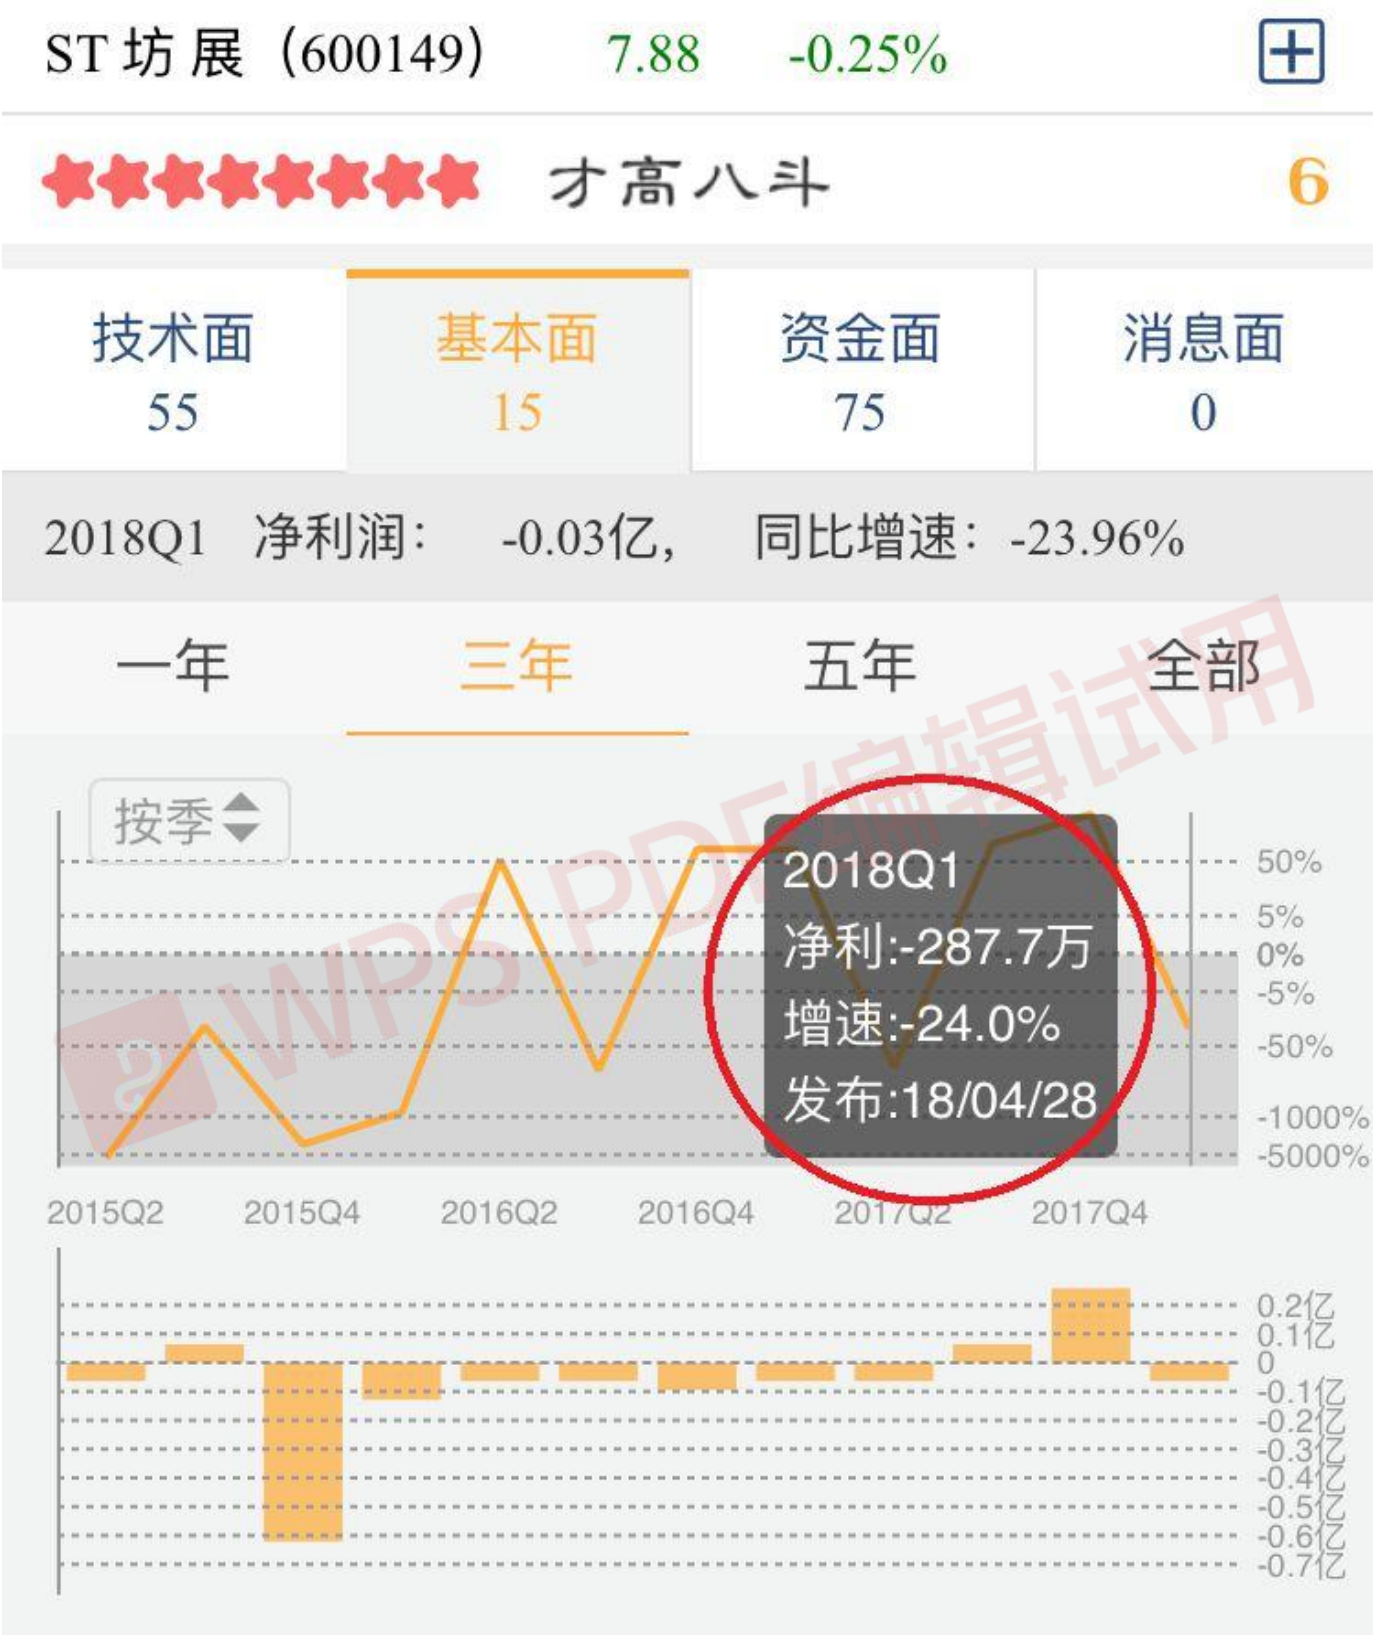 ST 坊 展（600149） 7.88 -0.25%
才高八斗 6
技术面 基本面 资金面 消息面
55 15 75 0
2018Q1 净利润： -0.03亿， 同比增速：-23.96%
一年 三年 五年 全部
按季
WPS PDF编辑试用
2018Q1
净利:-287.7万
增速:-24.0%
发布:18/04/28
50%
5%
0%
-5%
-50%
-1000%
-5000%
2015Q2 2015Q4 2016Q2 2016Q4 2017Q2 2017Q4
0.2亿
0.1亿
0
-0.1亿
-0.2亿
-0.3亿
-0.4亿
-0.5亿
-0.6亿
-0.7亿